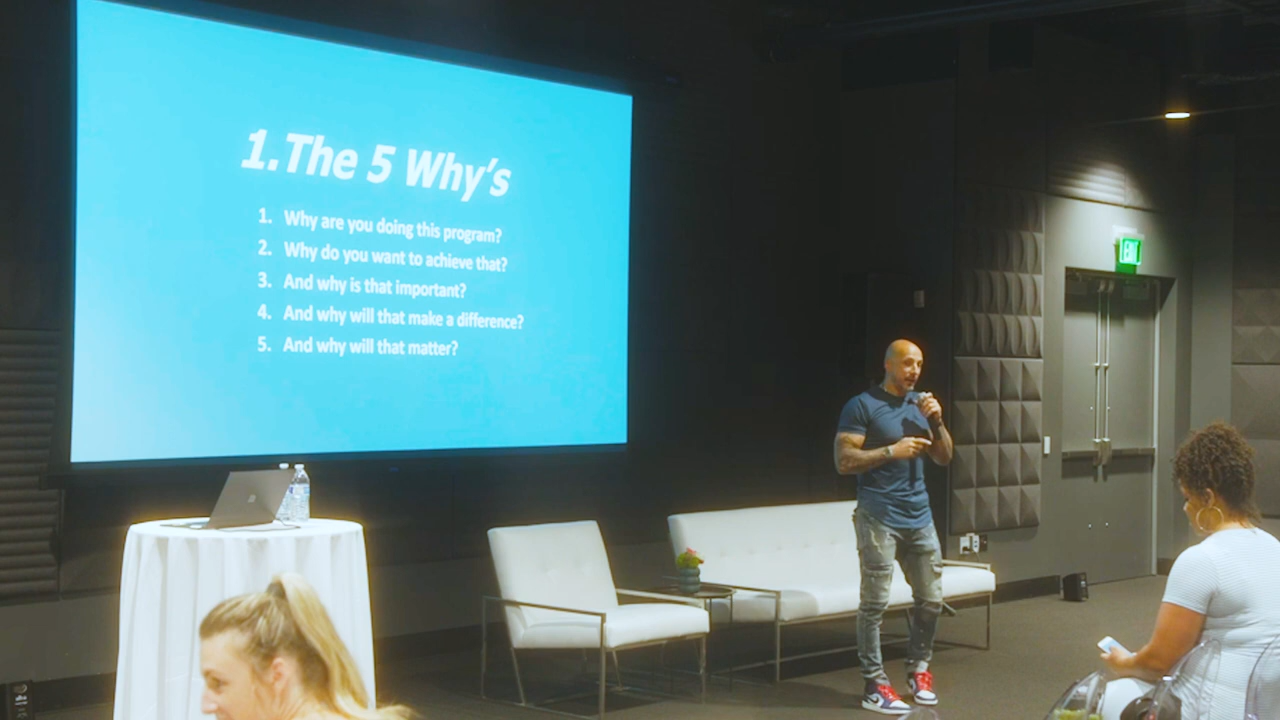 1.The 5 Why's
1. Why are you doing this program?
2. Why do you want to achieve that?
3. And why is that important?
4. And why will that make a difference?
5. And why will that matter?
EXIT